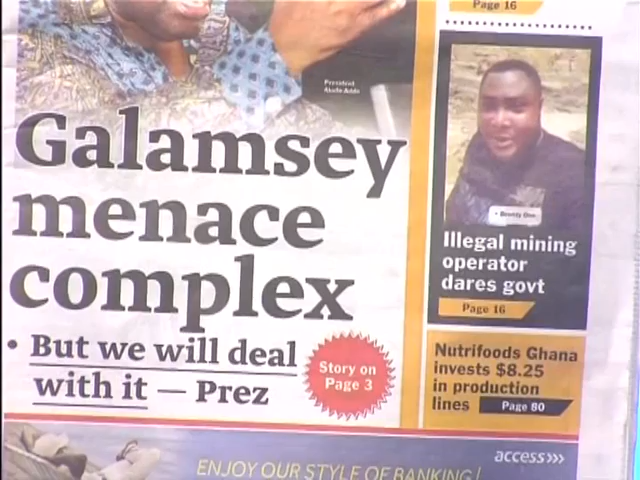 Page 16
President
Akufo-Addo
Galamsey
menace
complex
• But we will deal
with it — Prez
Story on
Page 3
• Bounty One.
Illegal mining
operator
dares govt
Page 16
Nutrifoods Ghana
invests $8.25
in production
lines
Page 80
access>>>
ENJOY OUR STYLE OF BANKING!